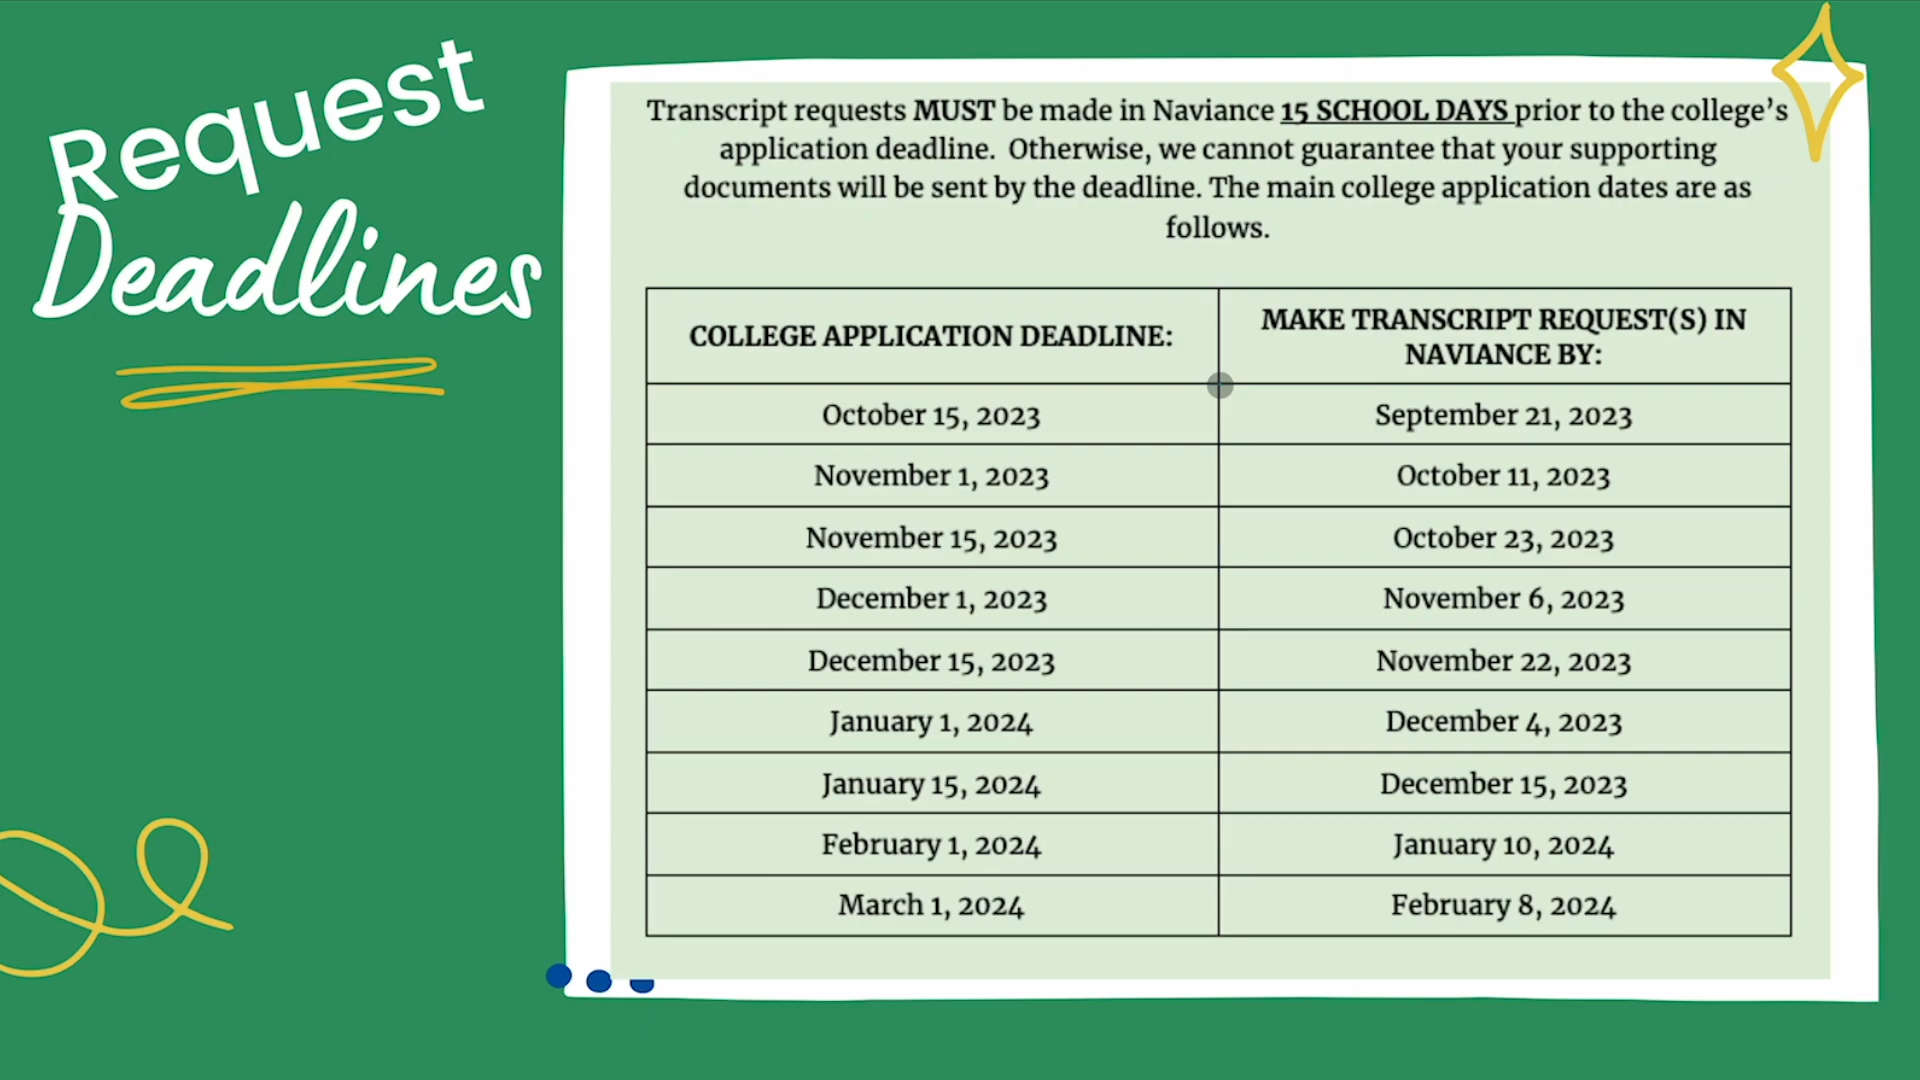 Request
Deadlines
Transcript requests MUST be made in Naviance 15 SCHOOL DAYS prior to the college’s
application deadline. Otherwise, we cannot guarantee that your supporting
documents will be sent by the deadline. The main college application dates are as
follows.
COLLEGE APPLICATION DEADLINE:
MAKE TRANSCRIPT REQUEST(S) IN
NAVIANCE BY:
October 15, 2023
September 21, 2023
November 1, 2023
October 11, 2023
November 15, 2023
October 23, 2023
December 1, 2023
November 6, 2023
December 15, 2023
November 22, 2023
January 1, 2024
December 4, 2023
January 15, 2024
December 15, 2023
February 1, 2024
January 10, 2024
March 1, 2024
February 8, 2024